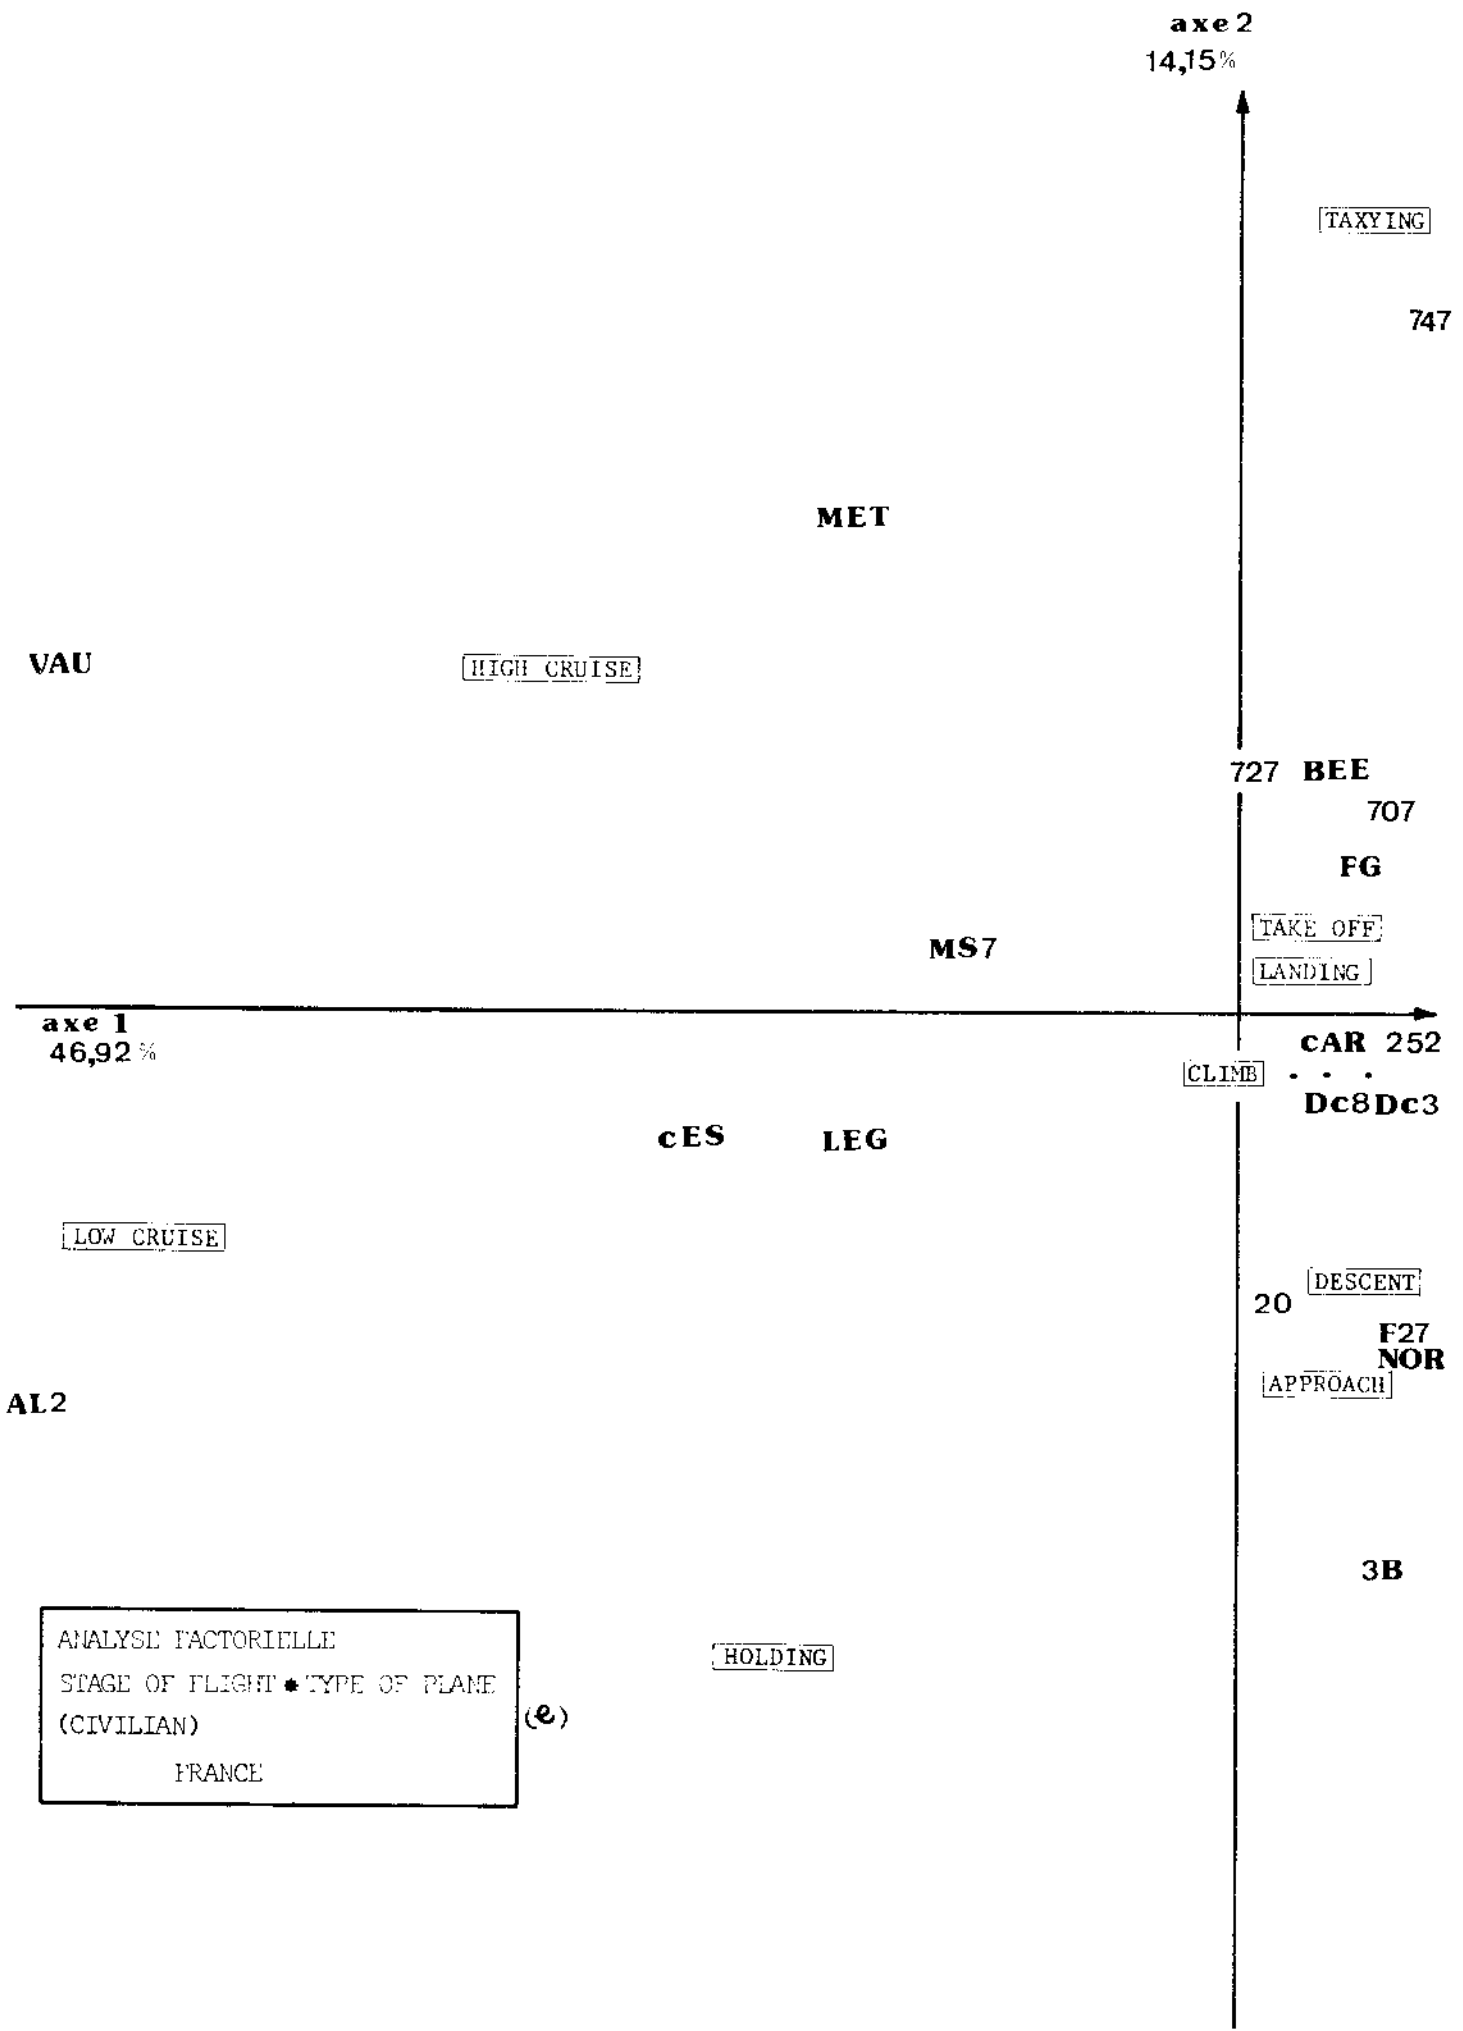 axe 2
14,15%
TAXYING
747
MET
VAU
HIGH CRUISE
727 BEE
707
FG
TAKE OFF
MS7
LANDING
axe 1
46,92%
cAR 252
CLIMB
Dc8 Dc3
cES LEG
LOW CRUISE
DESCENT
20
F27
NOR
APPROACH
AL2
3B
ANALYSE FACTORIELLE
STAGE OF FLIGHT * TYPE OF PLANE
(CIVILIAN)
FRANCE
(e)
HOLDING